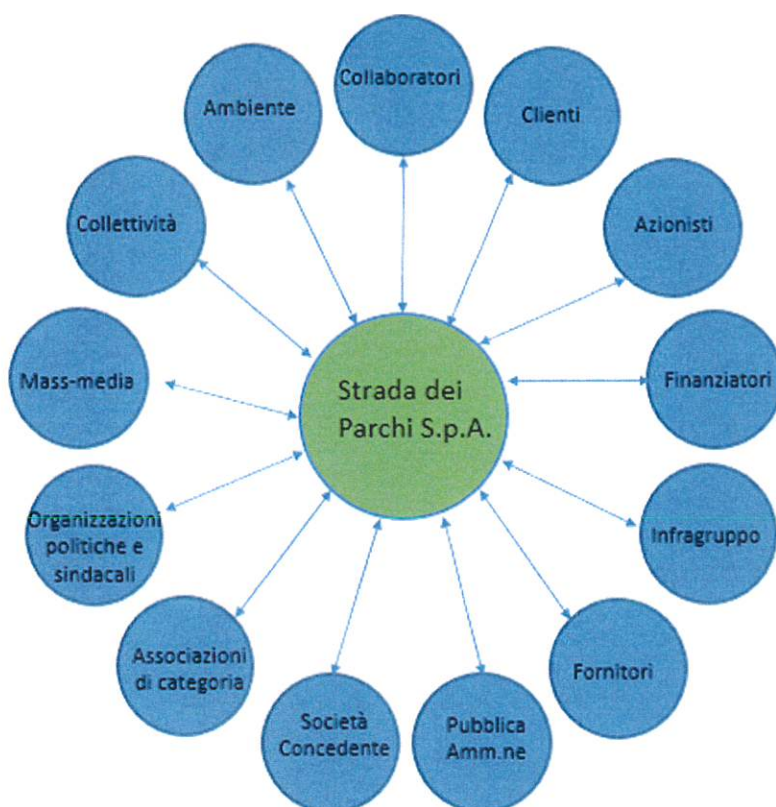 Collaboratori
Ambiente
Clienti
Collettività
Azionisti
Mass-media
Strada dei
Parchi S.p.A.
Finanziatori
Organizzazioni
politiche e
sindacali
Infragruppo
Associazioni
di categoria
Fornitori
Società
Concedente
Pubblica
Amm.ne